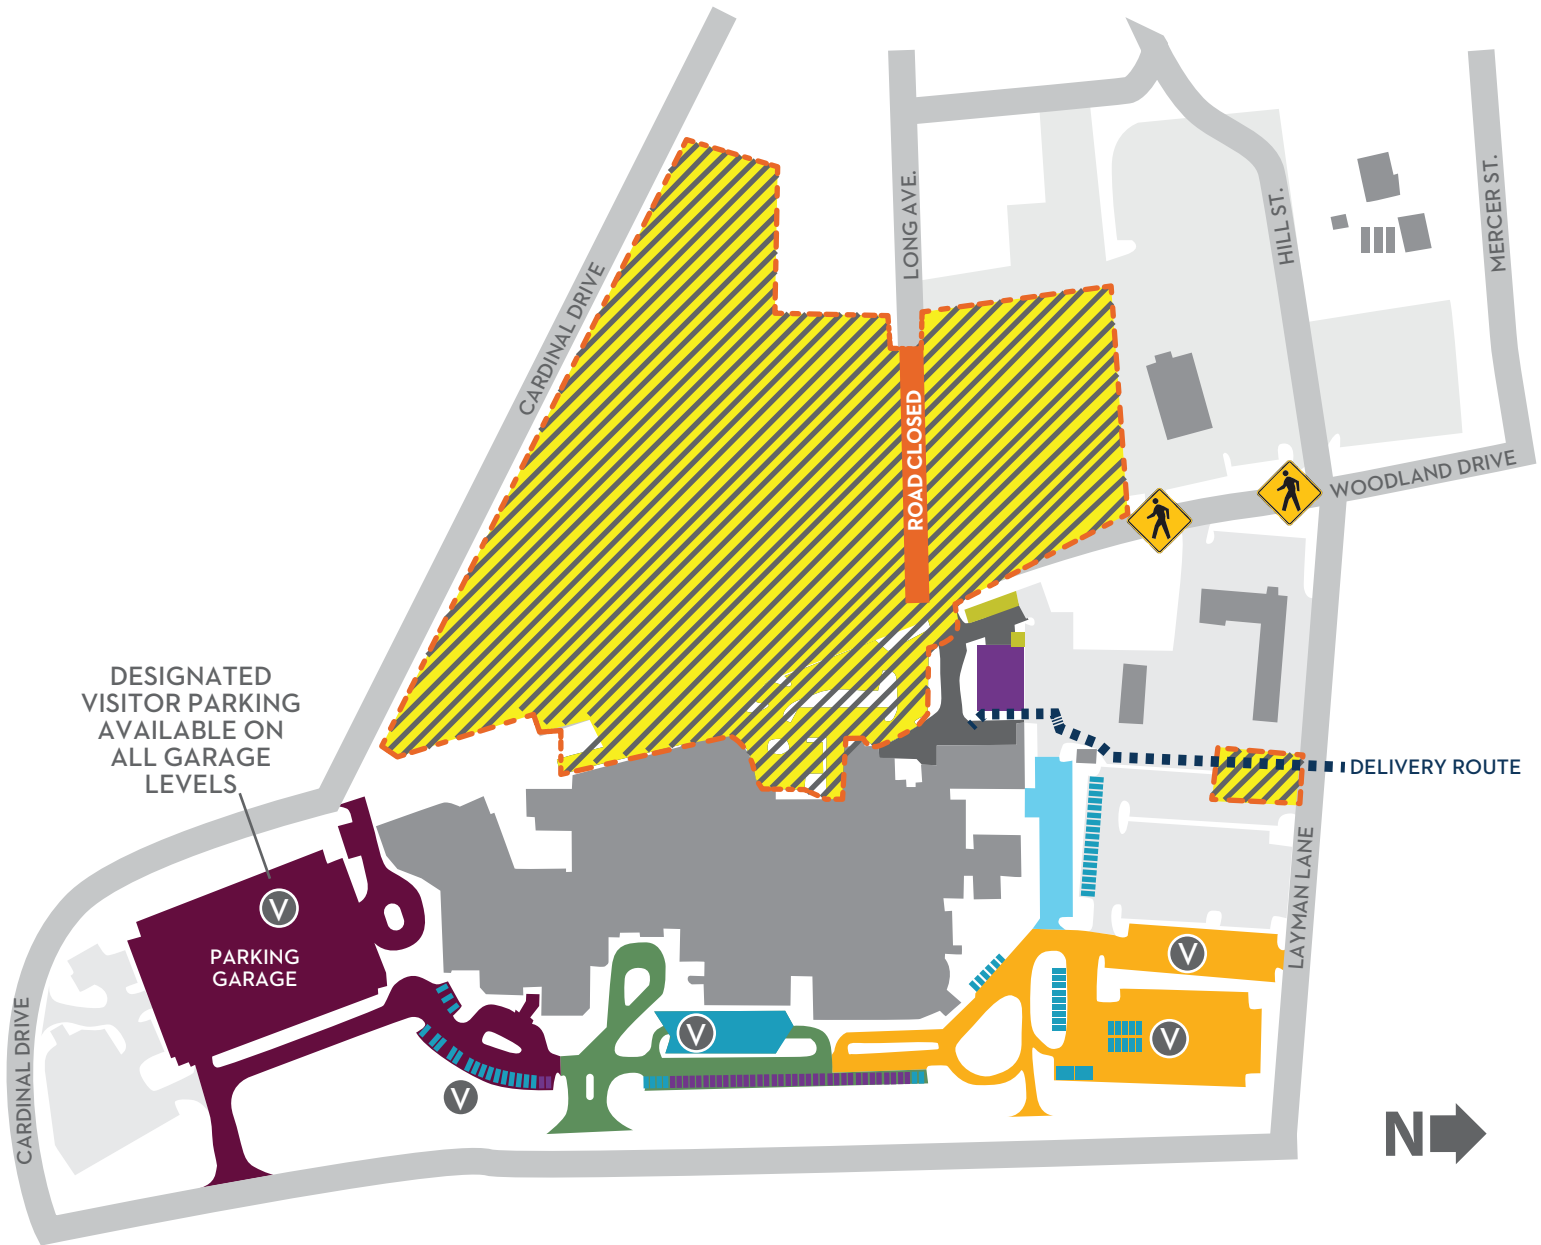 LONG AVE.
HILL ST.
MERCER ST.
CARDINAL DRIVE
ROAD CLOSED
WOODLAND DRIVE
DESIGNATED
VISITOR PARKING
AVAILABLE ON
ALL GARAGE
LEVELS
DELIVERY ROUTE
LAYMAN LANE
V
PARKING
GARAGE
V
V
V
V
CARDINAL DRIVE
N